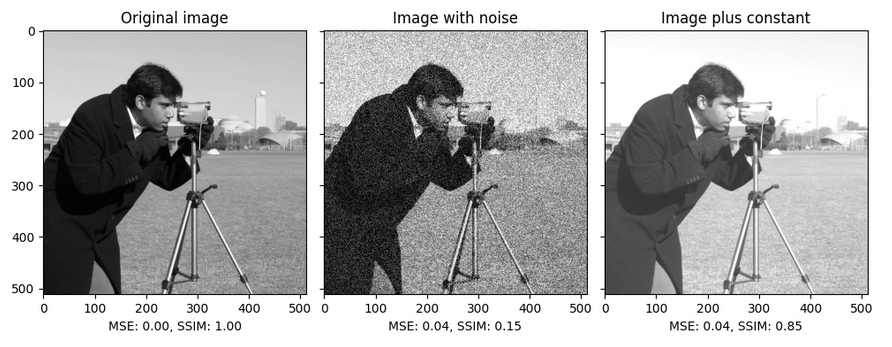 Original image
Image with noise
Image plus constant
0
100
200
300
400
500
0 100 200 300 400 500
0 100 200 300 400 500
0 100 200 300 400 500
MSE: 0.00, SSIM: 1.00
MSE: 0.04, SSIM: 0.15
MSE: 0.04, SSIM: 0.85